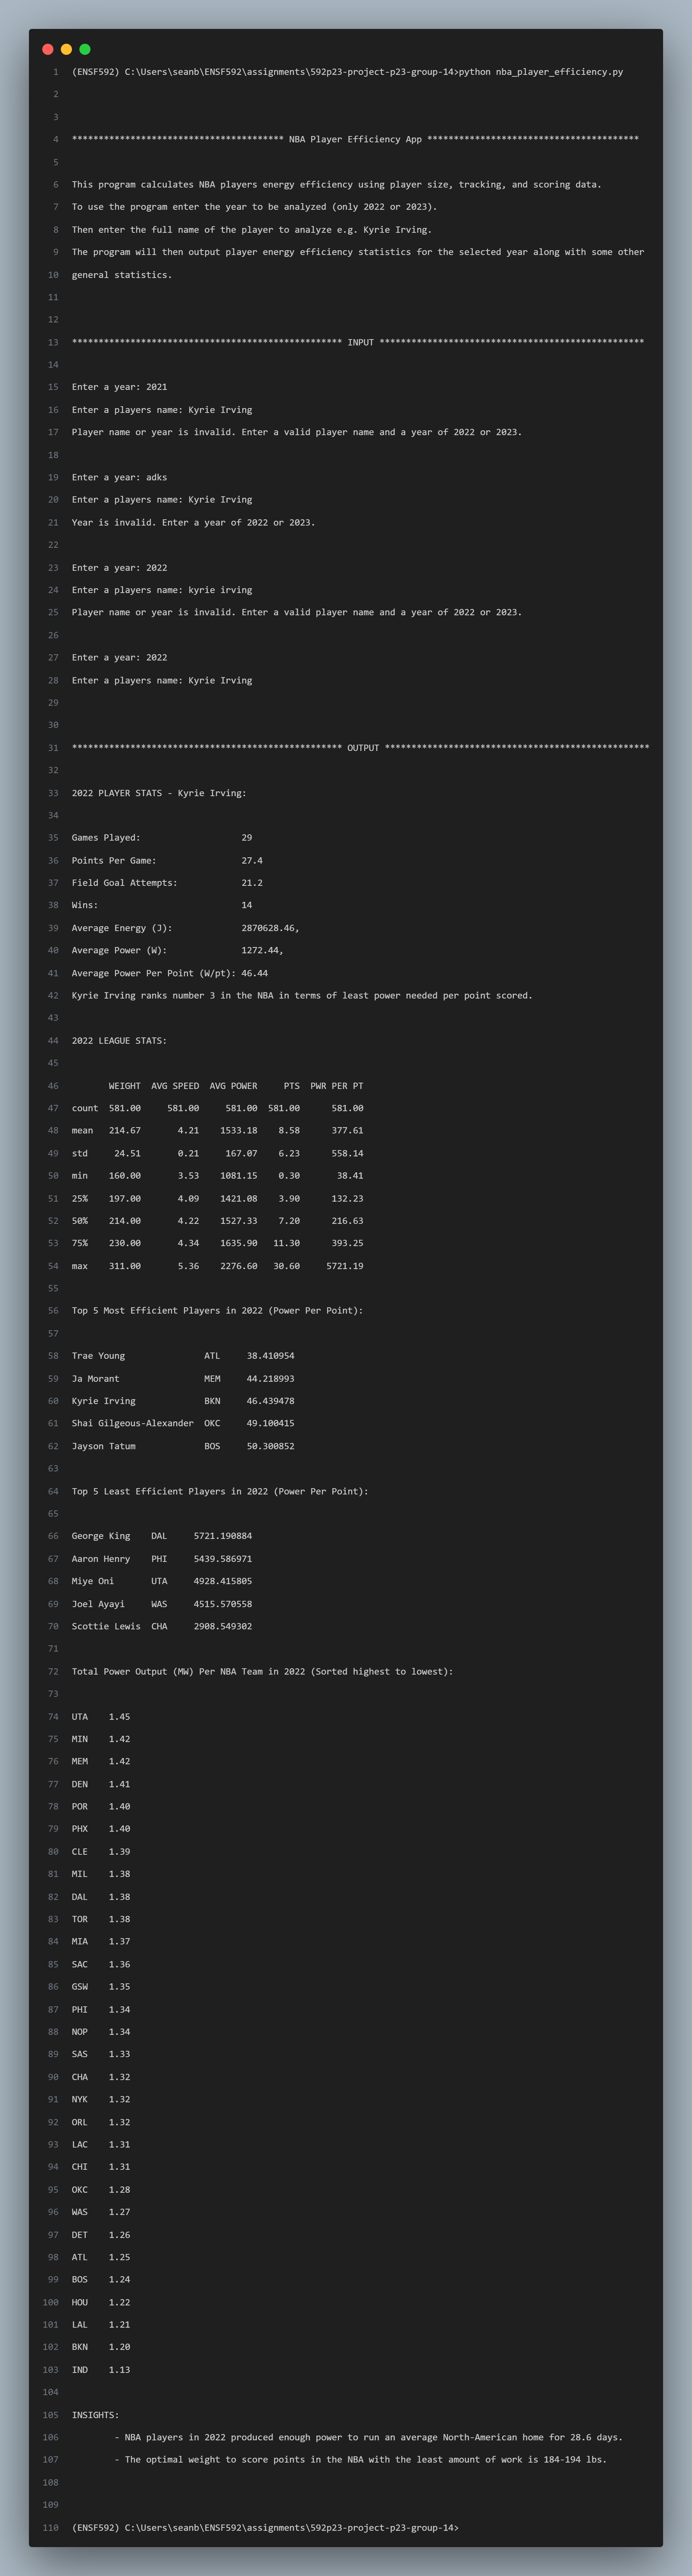 1 (ENSF592) C:\Users\seanb\ENSF592\assignments\592p23-project-p23-group-14>python nba_player_efficiency.py
2
3
4 **************************************** NBA Player Efficiency App ****************************************
5
6 This program calculates NBA players energy efficiency using player size, tracking, and scoring data.
7 To use the program enter the year to be analyzed (only 2022 or 2023).
8 Then enter the full name of the player to analyze e.g. Kyrie Irving.
9 The program will then output player energy efficiency statistics for the selected year along with some other
10 general statistics.
11
12
13 *************************************************** INPUT **************************************************
14
15 Enter a year: 2021
16 Enter a players name: Kyrie Irving
17 Player name or year is invalid. Enter a valid player name and a year of 2022 or 2023.
18
19 Enter a year: adks
20 Enter a players name: Kyrie Irving
21 Year is invalid. Enter a year of 2022 or 2023.
22
23 Enter a year: 2022
24 Enter a players name: kyrie irving
25 Player name or year is invalid. Enter a valid player name and a year of 2022 or 2023.
26
27 Enter a year: 2022
28 Enter a players name: Kyrie Irving
29
30
31 *************************************************** OUTPUT **************************************************
32
33 2022 PLAYER STATS - Kyrie Irving:
34
35 Games Played: 29
36 Points Per Game: 27.4
37 Field Goal Attempts: 21.2
38 Wins: 14
39 Average Energy (J): 2870628.46,
40 Average Power (W): 1272.44,
41 Average Power Per Point (W/pt): 46.44
42 Kyrie Irving ranks number 3 in the NBA in terms of least power needed per point scored.
43
44 2022 LEAGUE STATS:
45
46 WEIGHT AVG SPEED AVG POWER PTS PWR PER PT
47 count 581.00 581.00 581.00 581.00 581.00
48 mean 214.67 4.21 1533.18 8.58 377.61
49 std 24.51 0.21 167.07 6.23 558.14
50 min 160.00 3.53 1081.15 0.30 38.41
51 25% 197.00 4.09 1421.08 3.90 132.23
52 50% 214.00 4.22 1527.33 7.20 216.63
53 75% 230.00 4.34 1635.90 11.30 393.25
54 max 311.00 5.36 2276.60 30.60 5721.19
55
56 Top 5 Most Efficient Players in 2022 (Power Per Point):
57
58 Trae Young ATL 38.410954
59 Ja Morant MEM 44.218993
60 Kyrie Irving BKN 46.439478
61 Shai Gilgeous-Alexander OKC 49.100415
62 Jayson Tatum BOS 50.300852
63
64 Top 5 Least Efficient Players in 2022 (Power Per Point):
65
66 George King DAL 5721.190884
67 Aaron Henry PHI 5439.586971
68 Miye Oni UTA 4928.415805
69 Joel Ayayi WAS 4515.570558
70 Scottie Lewis CHA 2908.549302
71
72 Total Power Output (MW) Per NBA Team in 2022 (Sorted highest to lowest):
73
74 UTA 1.45
75 MIN 1.42
76 MEM 1.42
77 DEN 1.41
78 POR 1.40
79 PHX 1.40
80 CLE 1.39
81 MIL 1.38
82 DAL 1.38
83 TOR 1.38
84 MIA 1.37
85 SAC 1.36
86 GSW 1.35
87 PHI 1.34
88 NOP 1.34
89 SAS 1.33
90 CHA 1.32
91 NYK 1.32
92 ORL 1.32
93 LAC 1.31
94 CHI 1.31
95 OKC 1.28
96 WAS 1.27
97 DET 1.26
98 ATL 1.25
99 BOS 1.24
100 HOU 1.22
101 LAL 1.21
102 BKN 1.20
103 IND 1.13
104
105 INSIGHTS:
106 - NBA players in 2022 produced enough power to run an average North-American home for 28.6 days.
107 - The optimal weight to score points in the NBA with the least amount of work is 184-194 lbs.
108
109
110 (ENSF592) C:\Users\seanb\ENSF592\assignments\592p23-project-p23-group-14>